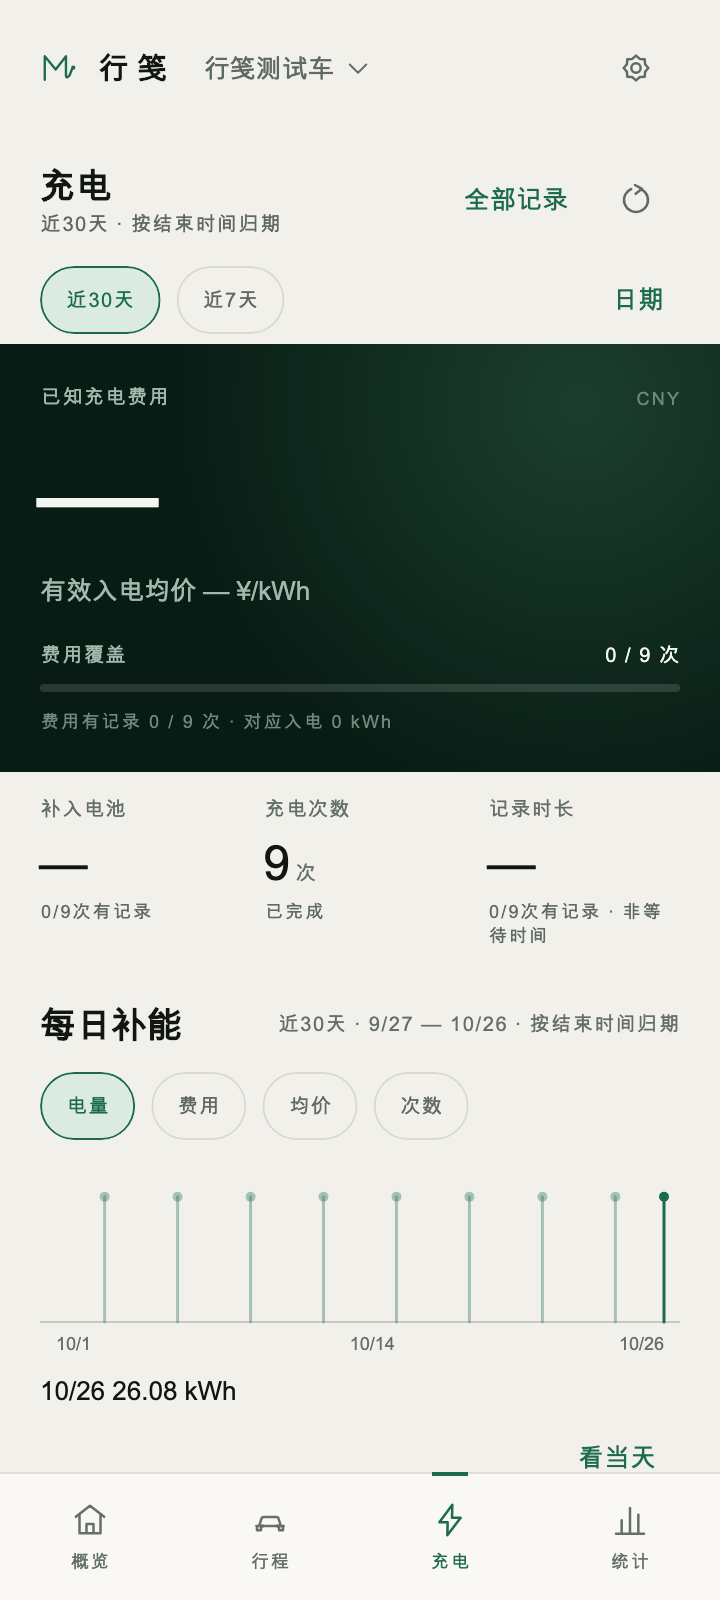 行笺 行笺测试车
充电
近30天 · 按结束时间归期
全部记录
近30天 近7天 日期
已知充电费用 CNY
—
有效入电均价 — ¥/kWh
费用覆盖 0 / 9 次
费用有记录 0 / 9 次 · 对应入电 0 kWh
补入电池 充电次数 记录时长
— 9 次 —
0/9次有记录 已完成 0/9次有记录 · 非等
待时间
每日补能 近30天 · 9/27 — 10/26 · 按结束时间归期
电量 费用 均价 次数
10/1 10/14 10/26
10/26 26.08 kWh
看当天
概览 行程 充电 统计